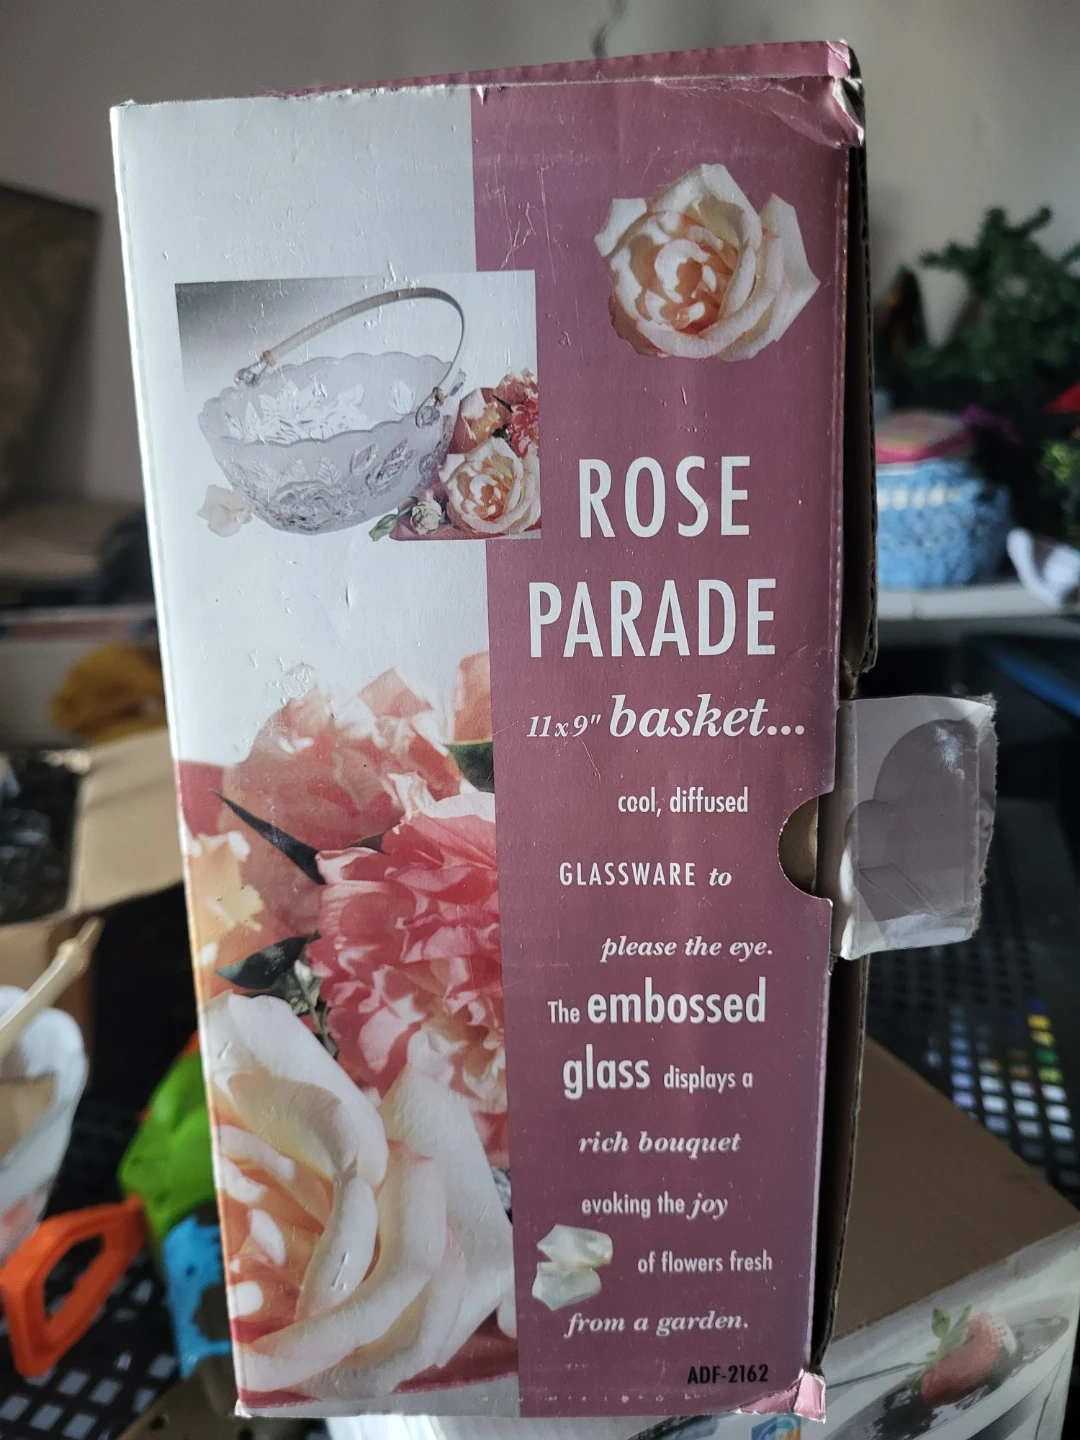 ROSE
PARADE
11x9" basket...
cool, diffused
GLASSWARE to
please the eye.
The embossed
glass displays a
rich bouquet
evoking the joy
of flowers fresh
from a garden.
ADF-2162